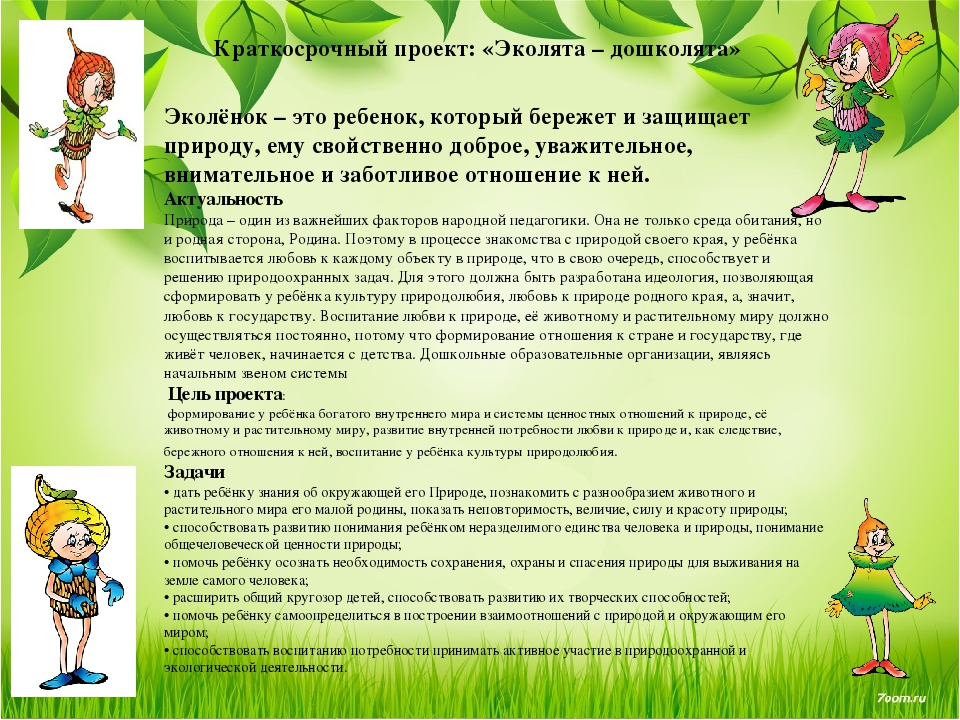 Краткосрочный проект: «Эколята – дошколята»
Эколёнок – это ребенок, который бережет и защищает
природу, ему свойственно доброе, уважительное,
внимательное и заботливое отношение к ней.
Актуальность
Природа – один из важнейших факторов народной педагогики. Она не только среда обитания, но
и родная сторона, Родина. Поэтому в процессе знакомства с природой своего края, у ребёнка
воспитывается любовь к каждому объекту в природе, что в свою очередь, способствует и
решению природоохранных задач. Для этого должна быть разработана идеология, позволяющая
сформировать у ребёнка культуру природолюбия, любовь к природе родного края, а, значит,
любовь к государству. Воспитание любви к природе, её животному и растительному миру должно
осуществляться постоянно, потому что формирование отношения к стране и государству, где
живёт человек, начинается с детства. Дошкольные образовательные организации, являясь
начальным звеном системы
Цель проекта:
формирование у ребёнка богатого внутреннего мира и системы ценностных отношений к природе, её
животному и растительному миру, развитие внутренней потребности любви к природе и, как следствие,
бережного отношения к ней, воспитание у ребёнка культуры природолюбия.
Задачи
• дать ребёнку знания об окружающей его Природе, познакомить с разнообразием животного и
растительного мира его малой родины, показать неповторимость, величие, силу и красоту природы;
• способствовать развитию понимания ребёнком неразделимого единства человека и природы, понимание
общечеловеческой ценности природы;
• помочь ребёнку осознать необходимость сохранения, охраны и спасения природы для выживания на
земле самого человека;
• расширить общий кругозор детей, способствовать развитию их творческих способностей;
• помочь ребёнку самоопределиться в построении взаимоотношений с природой и окружающим его
миром;
• способствовать воспитанию потребности принимать активное участие в природоохранной и
экологической деятельности.
7oom.ru